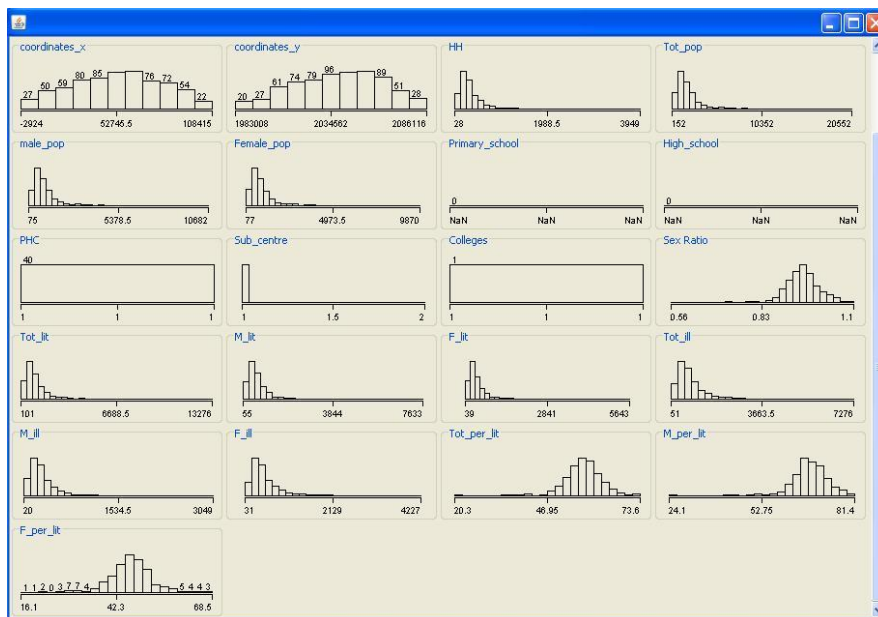 coordinates_x
27 50 59 80 85 76 72 54 22
-2924 52745.5 108415
coordinates_y
20 27 61 74 79 96 89 51 28
1983008 2034562 2086116
HH
28 1988.5 3949
Tot_pop
152 10352 20552
male_pop
75 5378.5 10682
Female_pop
77 4973.5 9870
Primary_school
0
NaN NaN NaN
High_school
0
NaN NaN NaN
PHC
40
1 1 1
Sub_centre
1 1.5 2
Colleges
1
1 1 1
Sex Ratio
0.56 0.83 1.1
Tot_lit
101 6688.5 13276
M_lit
55 3844 7633
F_lit
39 2841 5643
Tot_ill
51 3663.5 7276
M_ill
20 1534.5 3049
F_ill
31 2129 4227
Tot_per_lit
20.3 46.95 73.6
M_per_lit
24.1 52.75 81.4
F_per_lit
1 1 2 0 3 7 7 4 5 4 4 3
16.1 42.3 68.5